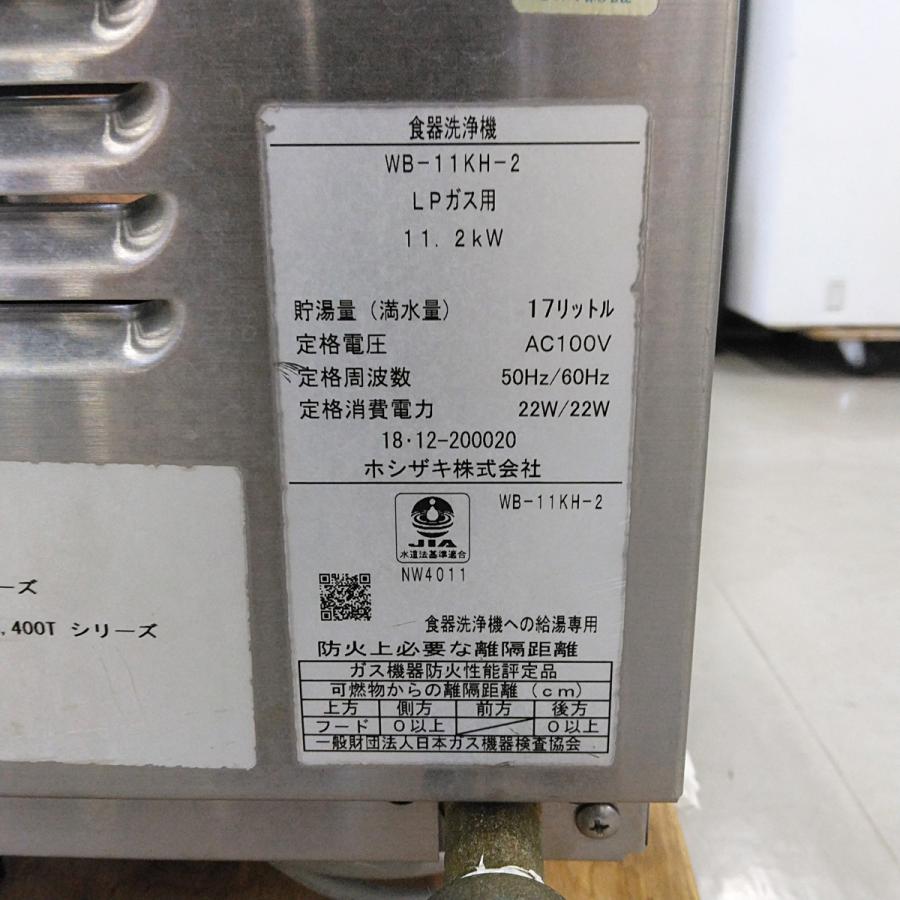 食器洗浄機
WB-11KH-2
LPガス用
11.2kW
貯湯量（満水量） 17リットル
定格電圧 AC100V
定格周波数 50Hz/60Hz
定格消費電力 22W/22W
18・12-200020
ホシザキ株式会社
WB-11KH-2
JIA
水道法基準適合
NW4011
食器洗浄機への給湯専用
防火上必要な離隔距離
ガス機器防火性能評定品
可燃物からの離隔距離（cm）
上方 側方 前方 後方
フード 0以上 0以上
一般財団法人日本ガス機器検査協会
ーズ
400T シリーズ